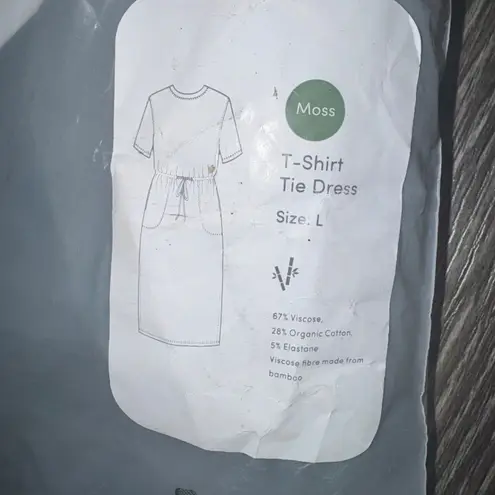 Moss
T-Shirt
Tie Dress
Size: L
67% Viscose,
28% Organic Cotton,
5% Elastane
Viscose fibre made from
bamboo